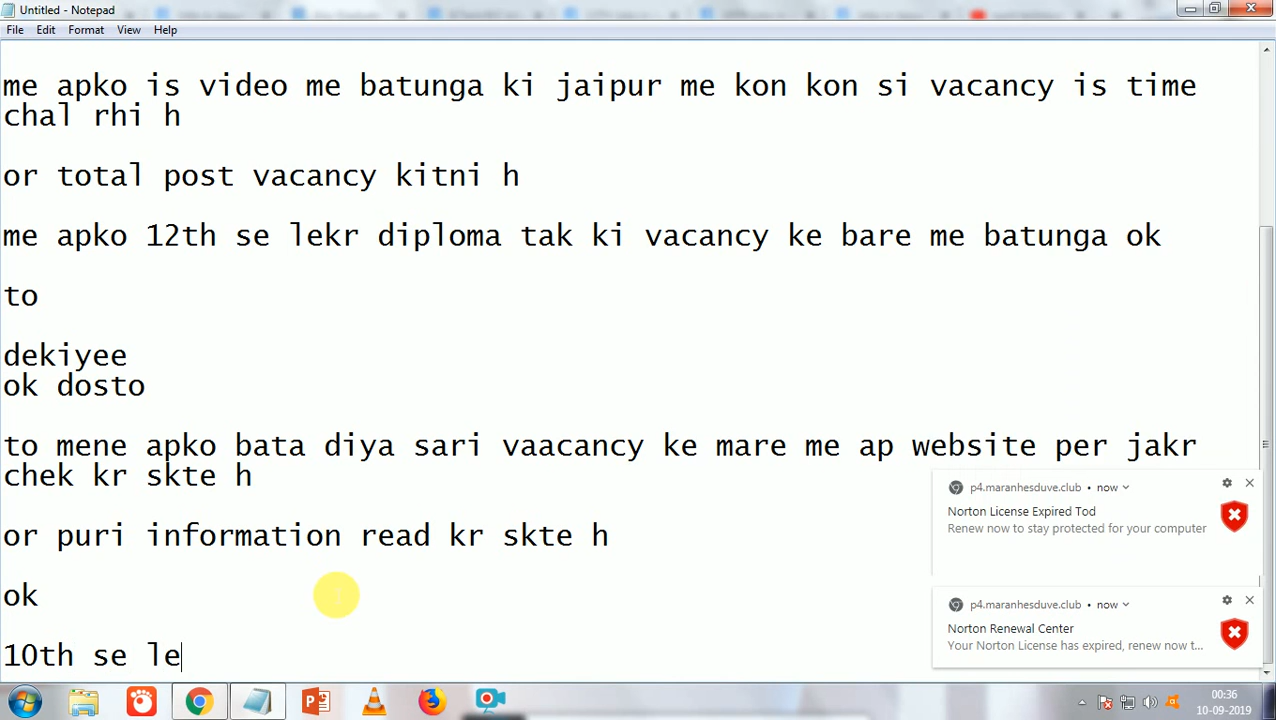 Untitled - Notepad
File Edit Format View Help
me apko is video me batunga ki jaipur me kon kon si vacancy is time
chal rhi h
or total post vacancy kitni h
me apko 12th se lekr diploma tak ki vacancy ke bare me batunga ok
to
dekiyee
ok dosto
to mene apko bata diya sari vaacancy ke mare me ap website per jakr
chek kr skte h
or puri information read kr skte h
ok
10th se le
p4.maranhesduve.club • now
Norton License Expired Tod
Renew now to stay protected for your computer
p4.maranhesduve.club • now
Norton Renewal Center
Your Norton License has expired, renew now t...
00:36
10-09-2019